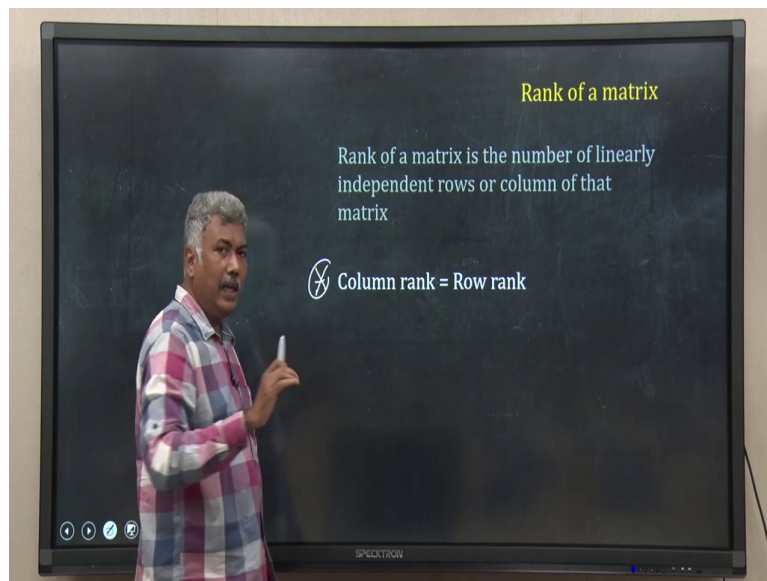 Rank of a matrix
Rank of a matrix is the number of linearly
independent rows or column of that
matrix
Column rank = Row rank
SPECKTRON